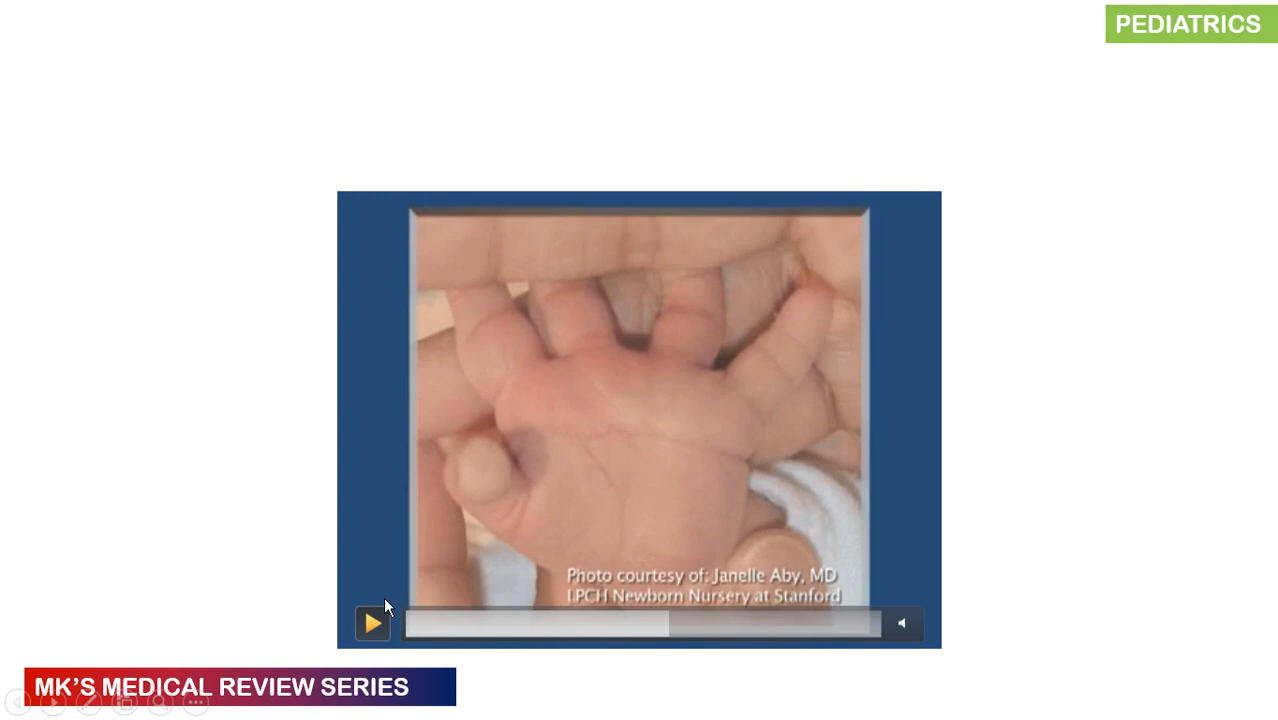 PEDIATRICS
Photo courtesy of: Janelle Aby, MD
LPCH Newborn Nursery at Stanford
MK'S MEDICAL REVIEW SERIES